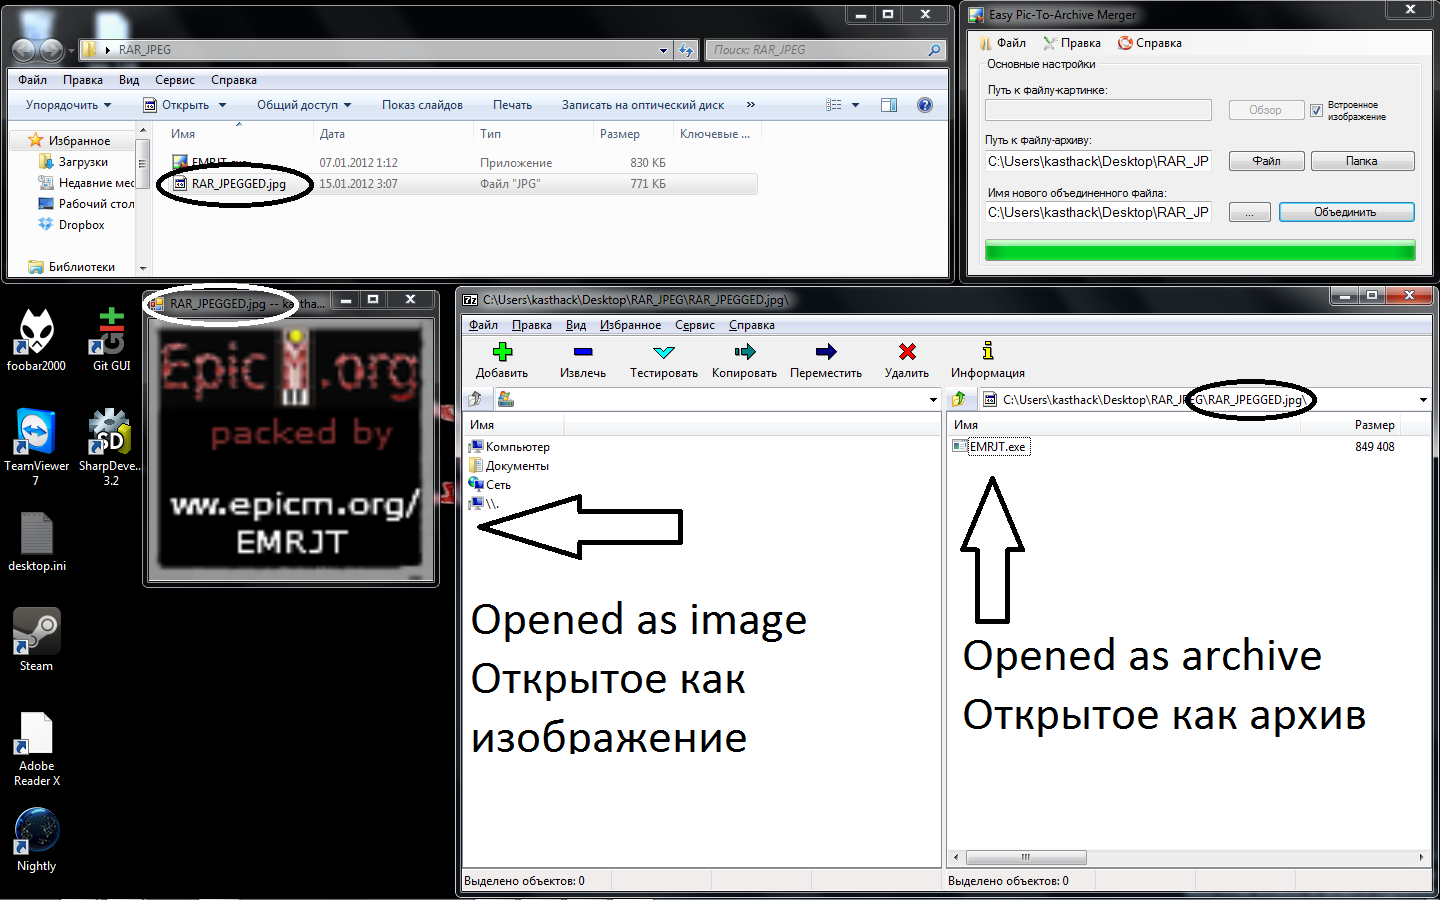 RAR_JPEG
Поиск: RAR_JPEG
Файл Правка Вид Сервис Справка
Упорядочить Открыть Общий доступ Показ слайдов Печать Записать на оптический диск »
Избранное
Загрузки
Недавние мес
Рабочий стол
Dropbox
Библиотеки
Имя Дата Тип Размер Ключевые ...
07.01.2012 1:12 Приложение 830 КБ
RAR_JPEGGED.jpg 15.01.2012 3:07 Файл "JPG" 771 КБ
Easy Pic-To-Archive Merger
Файл Правка Справка
Основные настройки
Путь к файлу-картинке:
Обзор
Встроенное
изображение
Путь к файлу-архиву:
C:\Users\kasthack\Desktop\RAR_JP
Файл Папка
Имя нового объединенного файла:
C:\Users\kasthack\Desktop\RAR_JP
... Объединить
foobar2000
Git GUI
TeamViewer
7
SharpDeve...
3.2
desktop.ini
Steam
Adobe
Reader X
Nightly
RAR_JPEGGED.jpg -- kastha...
Epic M.org
packed by
ww.epicm.org/
EMRJT
C:\Users\kasthack\Desktop\RAR_JPEG\RAR_JPEGGED.jpg\
Файл Правка Вид Избранное Сервис Справка
Добавить Извлечь Тестировать Копировать Переместить Удалить Информация
Имя
Компьютер
Документы
Сеть
\\.
Opened as image
Открытое как
изображение
Выделено объектов: 0
C:\Users\kasthack\Desktop\RAR_JPEG\RAR_JPEGGED.jpg\
Имя Размер
EMRJT.exe 849 408
Opened as archive
Открытое как архив
Выделено объектов: 0